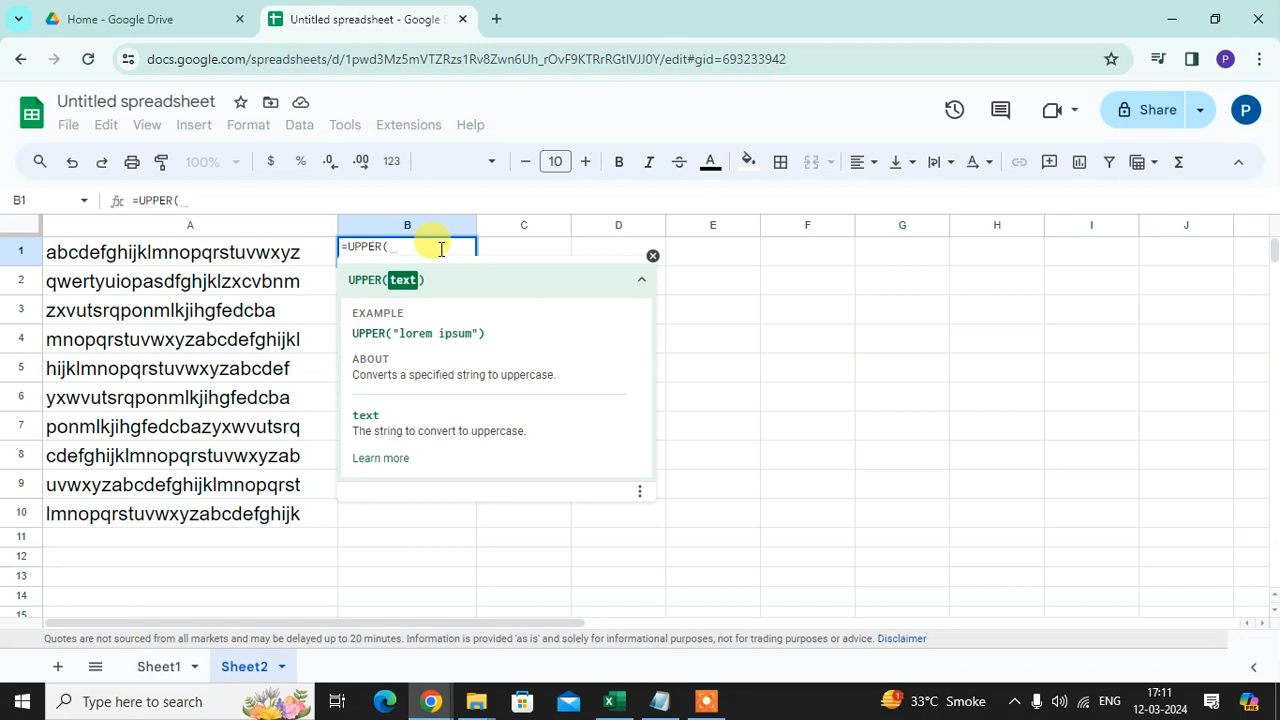 Home - Google Drive
Untitled spreadsheet - Google S
docs.google.com/spreadsheets/d/1pwd3Mz5mVTZRzs1Rv8Zwn6Uh_rOvF9KTRrRGtlVJJ0Y/edit#gid=693233942
P
Untitled spreadsheet
File Edit View Insert Format Data Tools Extensions Help
Share
P
100% $ % .0 .00 123 10 B I A A Σ
B1 fx =UPPER(
A B C D E F G H I J
1 abcdefghijklmnopqrstuvwxyz =UPPER(
2 qwertyuiopasdfghjklzxcvbnm
3 zxvutsrqponmlkjihgfedcba
4 mnopqrstuvwxyzabcdefghijkl
5 hijklmnopqrstuvwxyzabcdef
6 yxwvutsrqponmlkjihgfedcba
7 ponmlkjihgfedcbazyxwvutsrq
8 cdefghijklmnopqrstuvwxyzab
9 uvwxyzabcdefghijklmnopqrst
10 lmnopqrstuvwxyzabcdefghijk
11
12
13
14
15
UPPER(text)
EXAMPLE
UPPER("lorem ipsum")
ABOUT
Converts a specified string to uppercase.
text
The string to convert to uppercase.
Learn more
Quotes are not sourced from all markets and may be delayed up to 20 minutes. Information is provided 'as is' and solely for informational purposes, not for trading purposes or advice. Disclaimer
Sheet1 Sheet2
Type here to search
1 33°C Smoke
ENG
17:11
12-03-2024